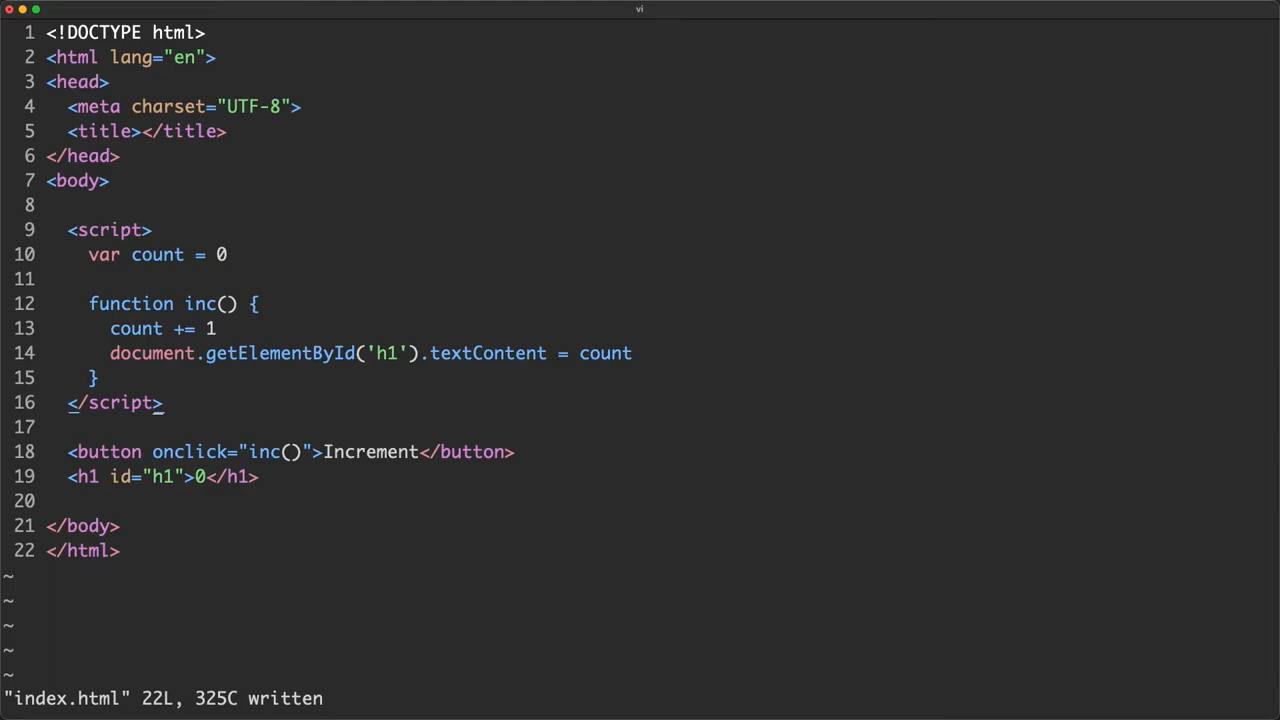 vi
1 <!DOCTYPE html>
2 <html lang="en">
3 <head>
4   <meta charset="UTF-8">
5   <title></title>
6 </head>
7 <body>
8
9   <script>
10     var count = 0
11
12     function inc() {
13       count += 1
14       document.getElementById('h1').textContent = count
15     }
16   </script>
17
18   <button onclick="inc()">Increment</button>
19   <h1 id="h1">0</h1>
20
21 </body>
22 </html>
~
~
~
~
~
"index.html" 22L, 325C written